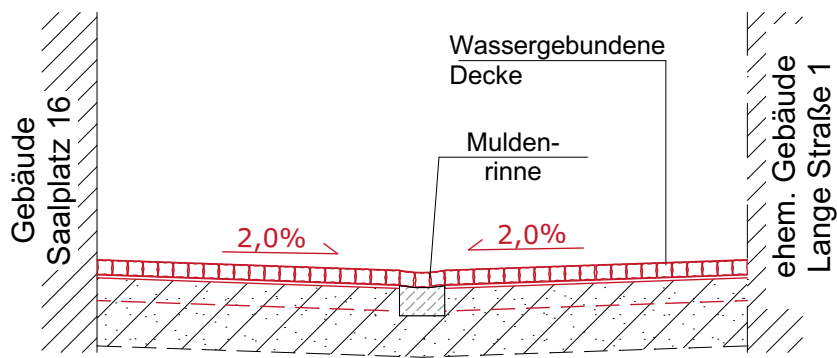 Gebäude
Saalplatz 16
Wassergebundene
Decke
Mulden-
rinne
2,0%
2,0%
ehem. Gebäude
Lange Straße 1